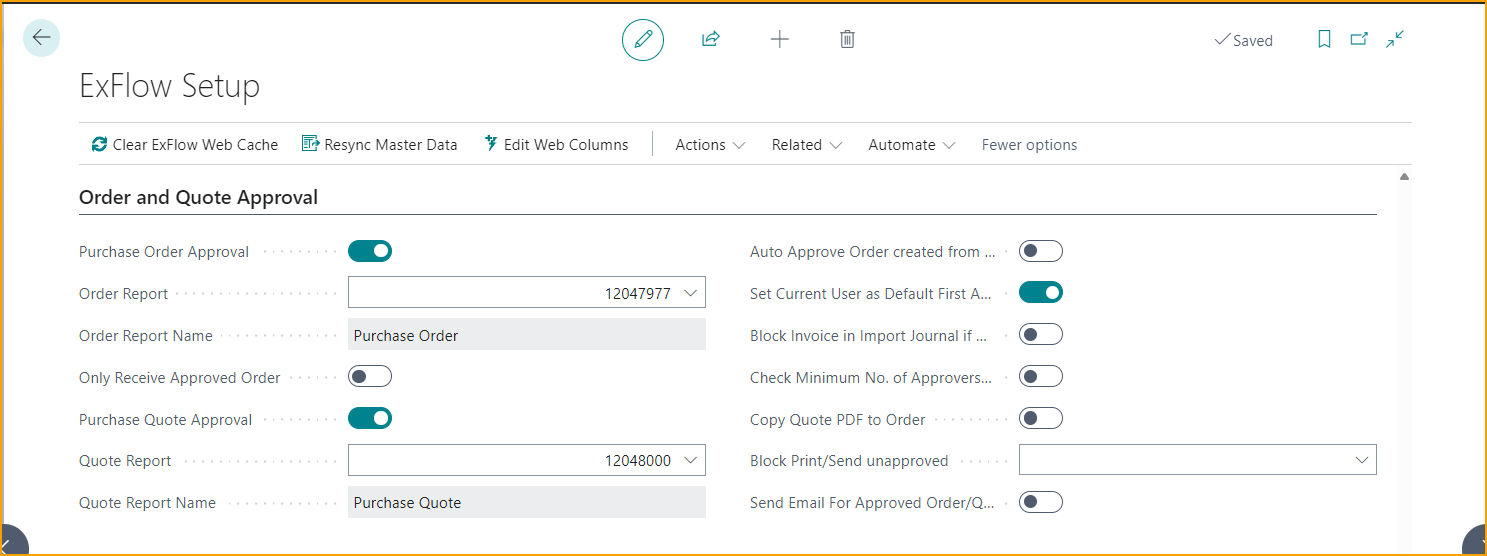 Saved
ExFlow Setup
Clear ExFlow Web Cache Resync Master Data Edit Web Columns Actions Related Automate Fewer options
Order and Quote Approval
Purchase Order Approval
Order Report 12047977
Order Report Name Purchase Order
Only Receive Approved Order
Purchase Quote Approval
Quote Report 12048000
Quote Report Name Purchase Quote
Auto Approve Order created from ...
Set Current User as Default First A...
Block Invoice in Import Journal if ...
Check Minimum No. of Approvers...
Copy Quote PDF to Order
Block Print/Send unapproved
Send Email For Approved Order/Q...